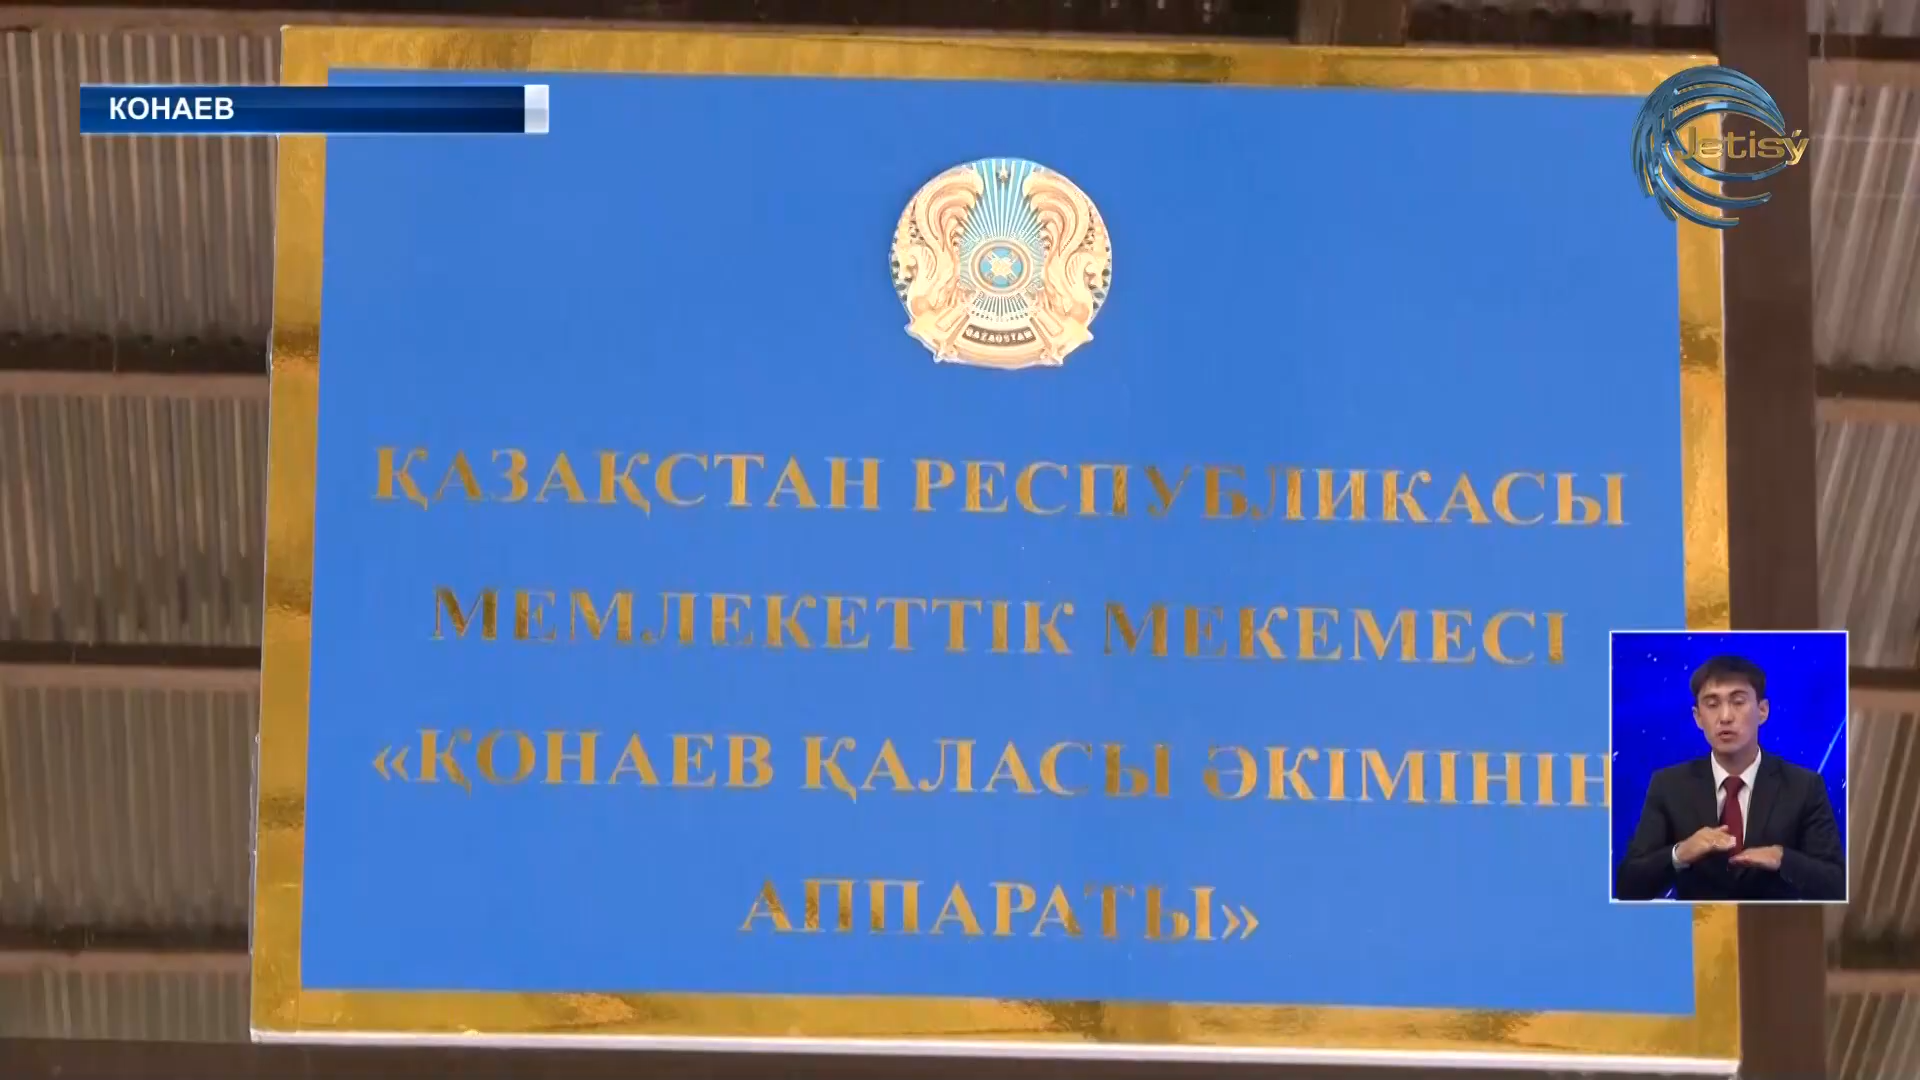 КОНАЕВ
Jetisý
QAZAQSTAN
ҚАЗАҚСТАН РЕСПУБЛИКАСЫ
МЕМЛЕКЕТТІК МЕКЕМЕСІ
«ҚОНАЕВ ҚАЛАСЫ ӘКІМІНІҢ
АППАРАТЫ»